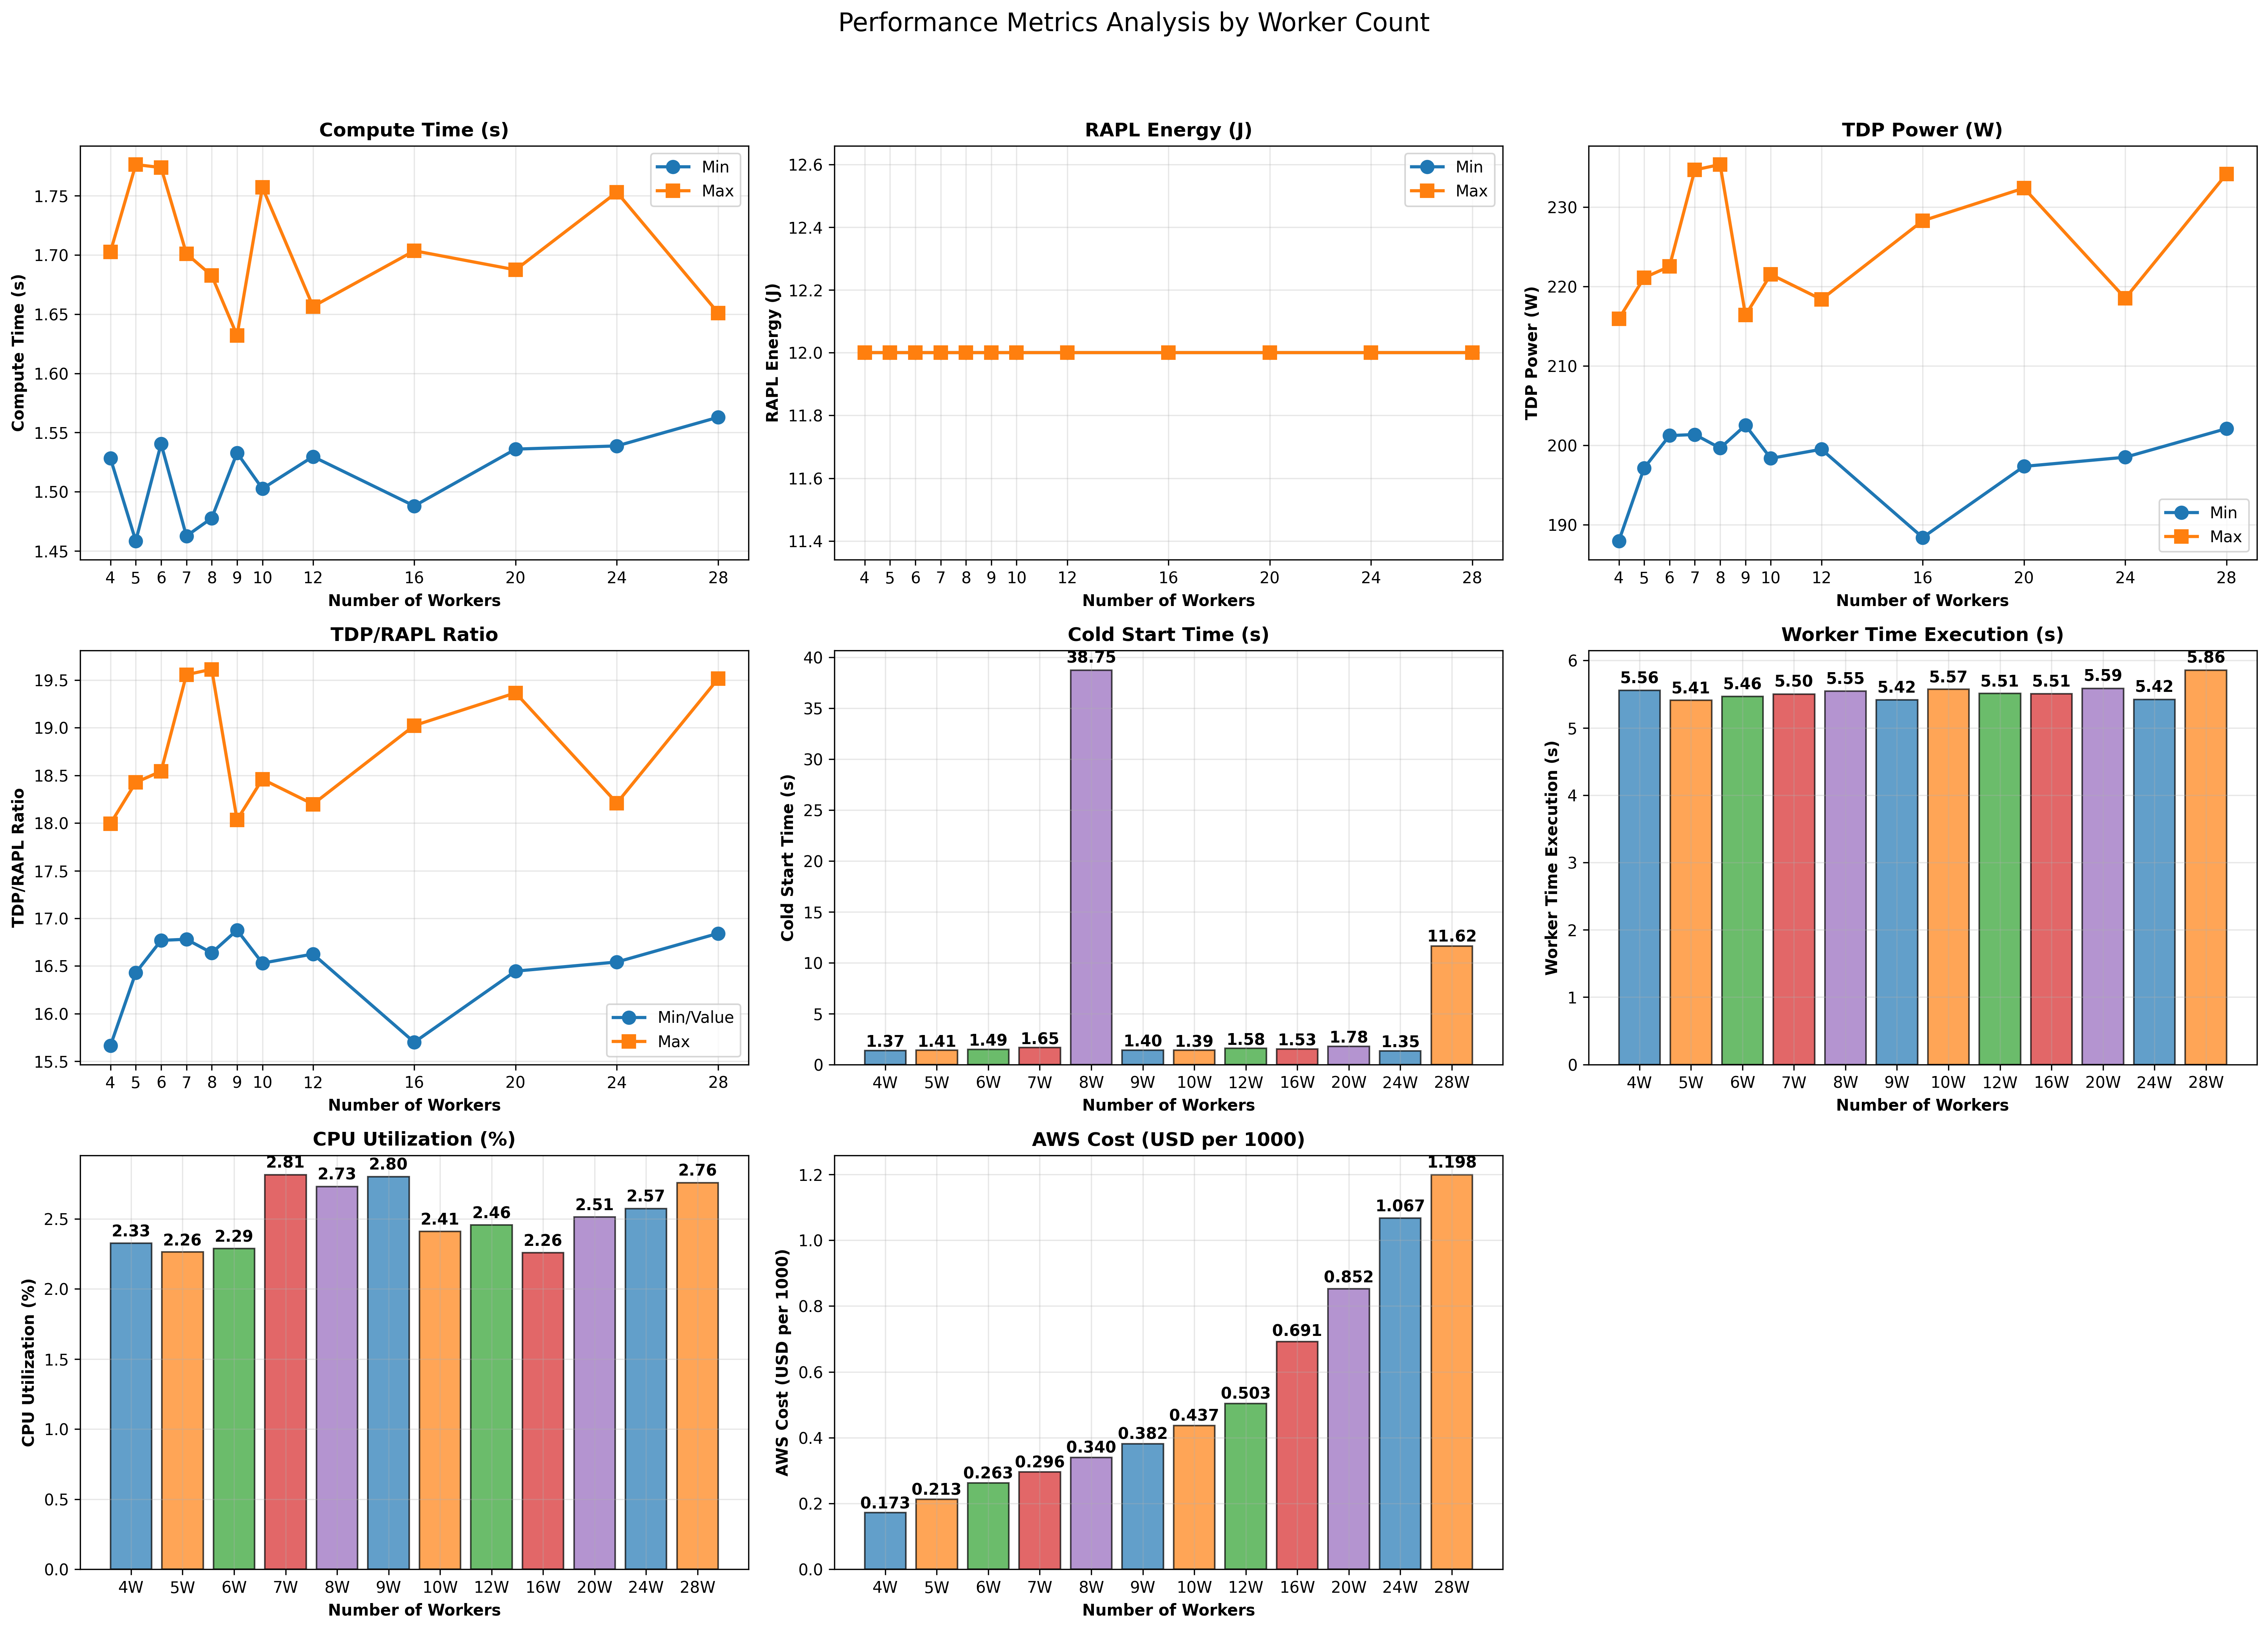 Performance Metrics Analysis by Worker Count
Compute Time (s)
Compute Time (s)
1.75
1.70
1.65
1.60
1.55
1.50
1.45
Min
Max
4 5 6 7 8 9 10 12 16 20 24 28
Number of Workers
RAPL Energy (J)
RAPL Energy (J)
12.6
12.4
12.2
12.0
11.8
11.6
11.4
Min
Max
4 5 6 7 8 9 10 12 16 20 24 28
Number of Workers
TDP Power (W)
TDP Power (W)
230
220
210
200
190
Min
Max
4 5 6 7 8 9 10 12 16 20 24 28
Number of Workers
TDP/RAPL Ratio
TDP/RAPL Ratio
19.5
19.0
18.5
18.0
17.5
17.0
16.5
16.0
15.5
Min/Value
Max
4 5 6 7 8 9 10 12 16 20 24 28
Number of Workers
Cold Start Time (s)
Cold Start Time (s)
40
35
30
25
20
15
10
5
0
1.37 1.41 1.49 1.65 38.75 1.40 1.39 1.58 1.53 1.78 1.35 11.62
4W 5W 6W 7W 8W 9W 10W 12W 16W 20W 24W 28W
Number of Workers
Worker Time Execution (s)
Worker Time Execution (s)
6
5
4
3
2
1
0
5.56 5.41 5.46 5.50 5.55 5.42 5.57 5.51 5.51 5.59 5.42 5.86
4W 5W 6W 7W 8W 9W 10W 12W 16W 20W 24W 28W
Number of Workers
CPU Utilization (%)
CPU Utilization (%)
2.5
2.0
1.5
1.0
0.5
0.0
2.33 2.26 2.29 2.81 2.73 2.80 2.41 2.46 2.26 2.51 2.57 2.76
4W 5W 6W 7W 8W 9W 10W 12W 16W 20W 24W 28W
Number of Workers
AWS Cost (USD per 1000)
AWS Cost (USD per 1000)
1.2
1.0
0.8
0.6
0.4
0.2
0.0
0.173 0.213 0.263 0.296 0.340 0.382 0.437 0.503 0.691 0.852 1.067 1.198
4W 5W 6W 7W 8W 9W 10W 12W 16W 20W 24W 28W
Number of Workers